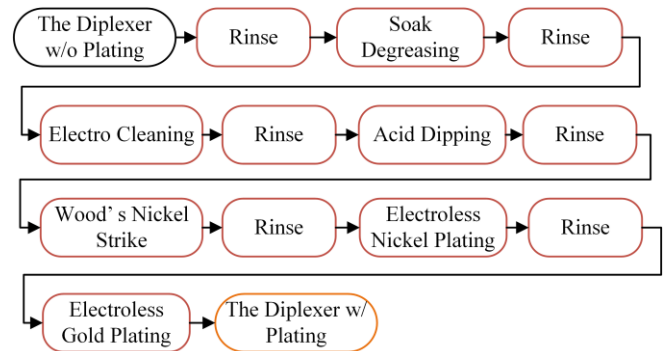 The Diplexer
w/o Plating
Rinse
Soak
Degreasing
Rinse
Electro Cleaning
Rinse
Acid Dipping
Rinse
Wood's Nickel
Strike
Rinse
Electroless
Nickel Plating
Rinse
Electroless
Gold Plating
The Diplexer w/
Plating